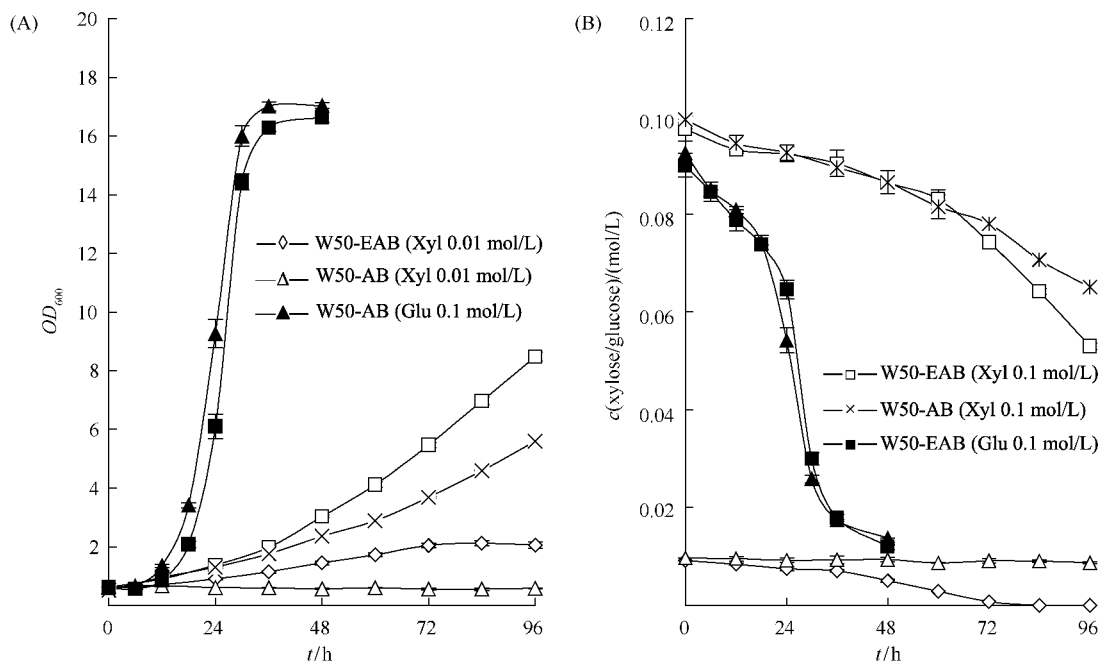 (A)
20
18
16
14
12
10
8
6
4
2
OD600
0
24
48
72
96
t/h
W50-EAB (Xyl 0.01 mol/L)
W50-AB (Xyl 0.01 mol/L)
W50-AB (Glu 0.1 mol/L)
(B)
0.12
0.10
0.08
0.06
0.04
0.02
c(xylose/glucose)/(mol/L)
0
24
48
72
96
t/h
W50-EAB (Xyl 0.1 mol/L)
W50-AB (Xyl 0.1 mol/L)
W50-EAB (Glu 0.1 mol/L)